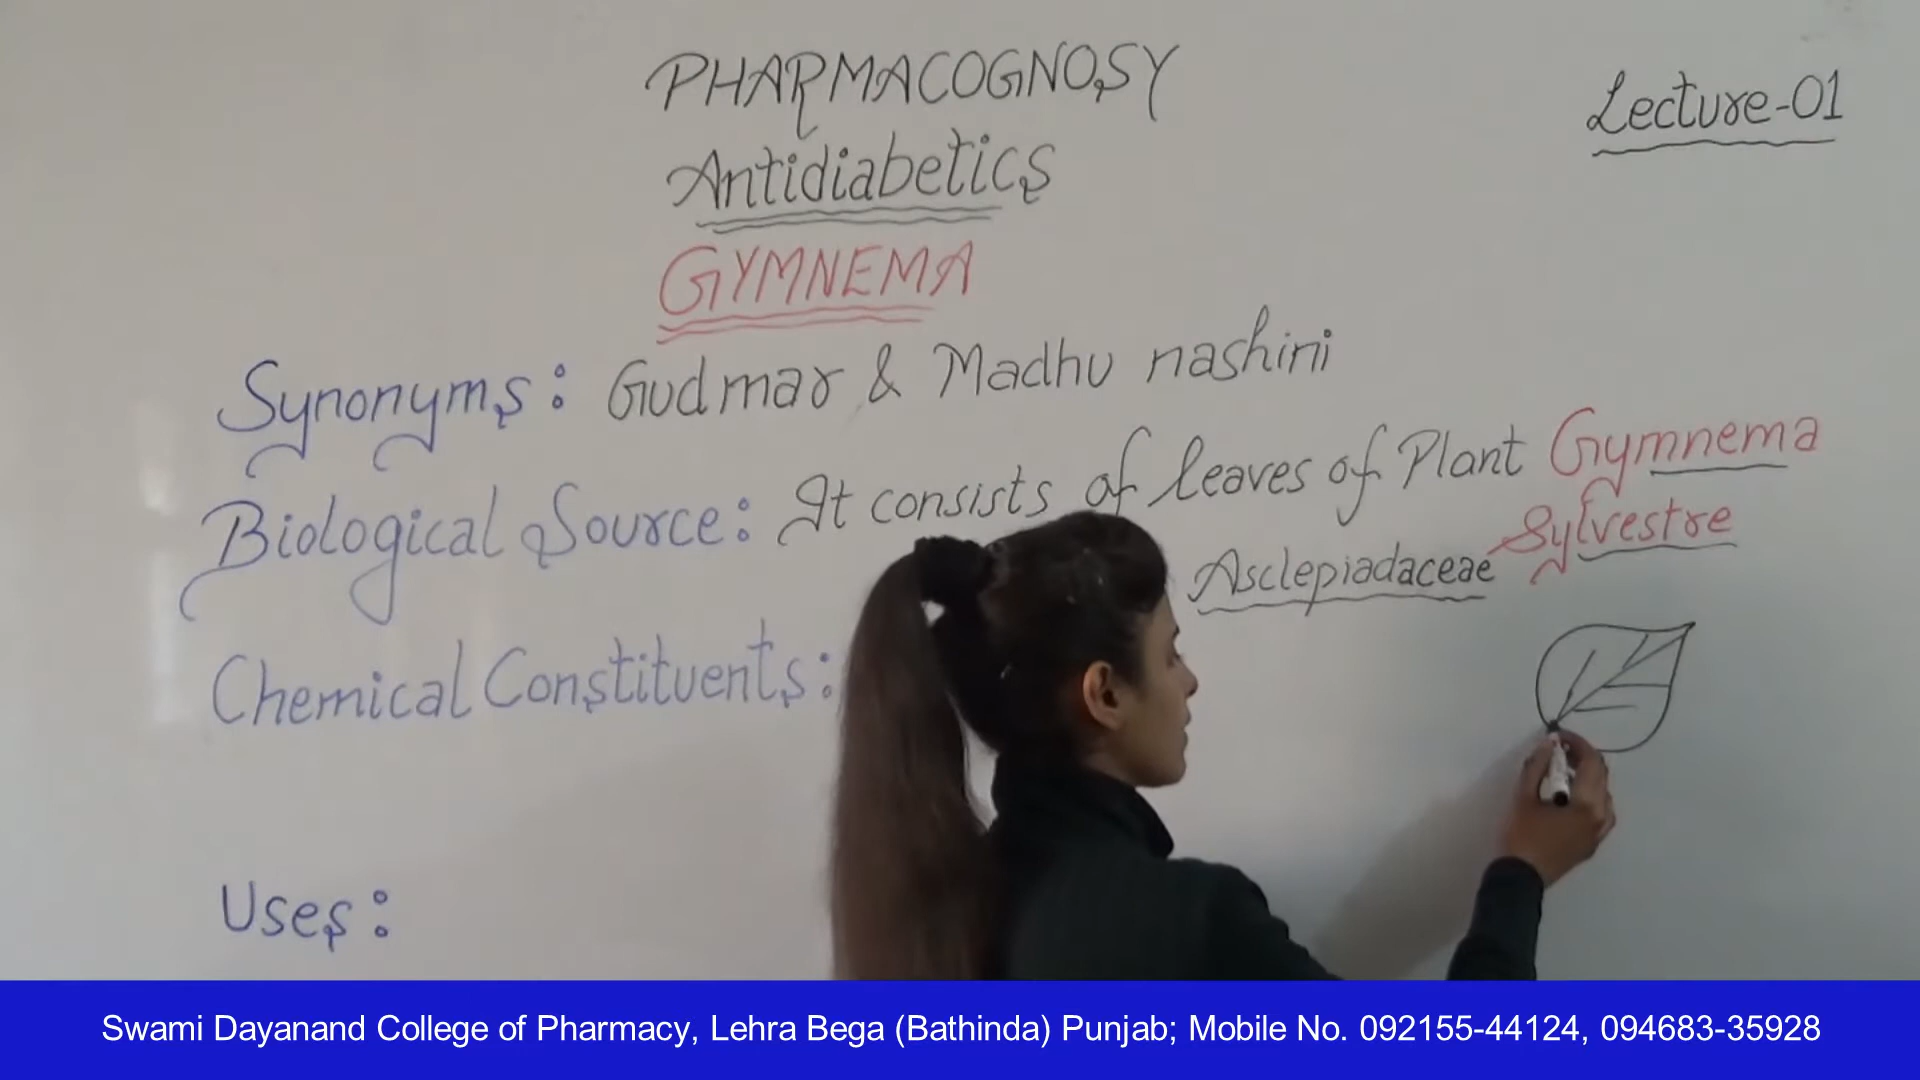 PHARMACOGNOSY
Lecture-01
Antidiabetics
GYMNEMA
Synonyms: Gudmar & Madhu nashini
Biological Source: It consists of leaves of Plant Gymnema
Sylvestre
Asclepiadaceae
Chemical Constituents:
Uses:
Swami Dayanand College of Pharmacy, Lehra Bega (Bathinda) Punjab; Mobile No. 092155-44124, 094683-35928